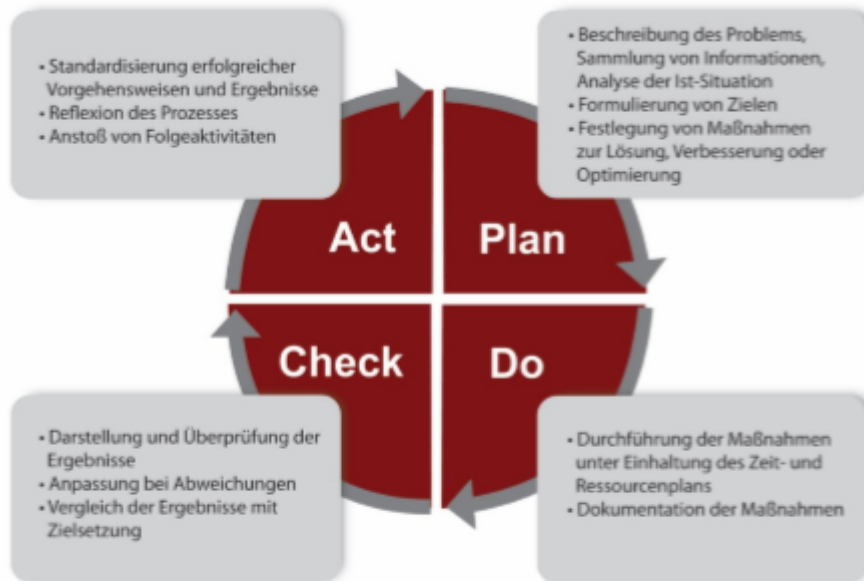 • Standardisierung erfolgreicher
Vorgehensweisen und Ergebnisse
• Reflexion des Prozesses
• Anstoß von Folgeaktivitäten
• Beschreibung des Problems,
Sammlung von Informationen,
Analyse der Ist-Situation
• Formulierung von Zielen
• Festlegung von Maßnahmen
zur Lösung, Verbesserung oder
Optimierung
Act
Plan
Check
Do
• Darstellung und Überprüfung der
Ergebnisse
• Anpassung bei Abweichungen
• Vergleich der Ergebnisse mit
Zielsetzung
• Durchführung der Maßnahmen
unter Einhaltung des Zeit- und
Ressourcenplans
• Dokumentation der Maßnahmen